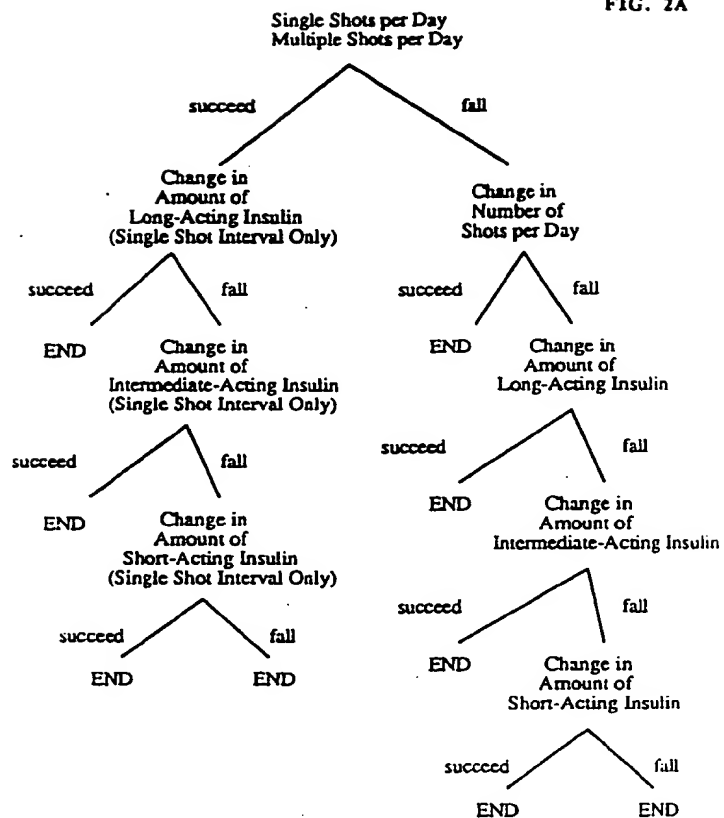 FIG. 2A
Single Shots per Day
Multiple Shots per Day
succeed
fail
Change in
Amount of
Long-Acting Insulin
(Single Shot Interval Only)
Change in
Number of
Shots per Day
succeed
fail
succeed
fail
END
Change in
Amount of
Intermediate-Acting Insulin
(Single Shot Interval Only)
END
Change in
Amount of
Long-Acting Insulin
succeed
fail
succeed
fail
END
Change in
Amount of
Short-Acting Insulin
(Single Shot Interval Only)
END
Change in
Amount of
Intermediate-Acting Insulin
succeed
fail
succeed
fail
END
END
END
Change in
Amount of
Short-Acting Insulin
succeed
fail
END
END